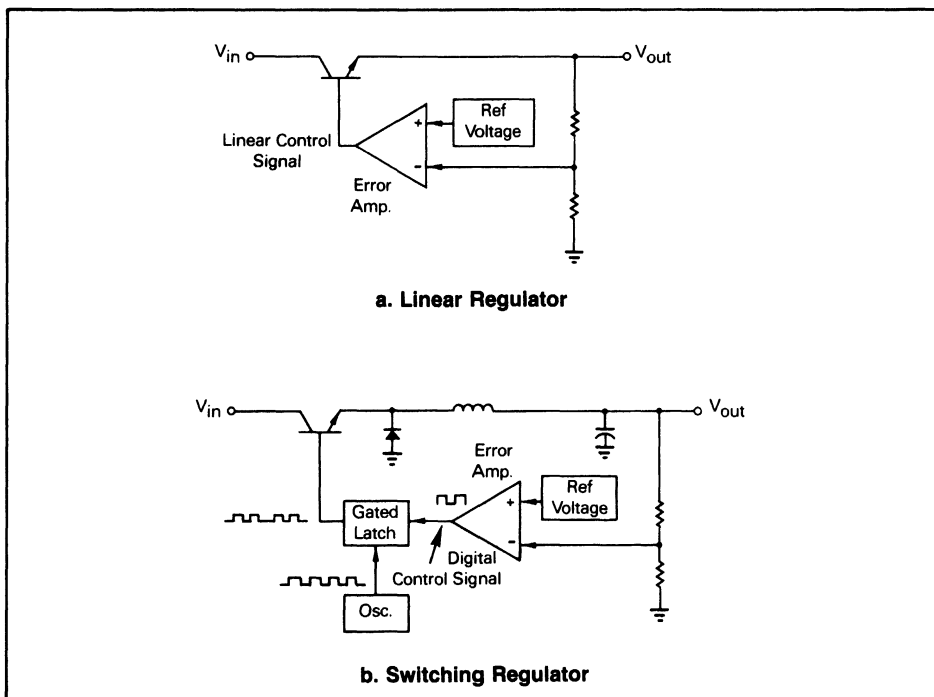 Vin
Vout
Ref
Voltage
+
−
Linear Control
Signal
Error
Amp.
a. Linear Regulator
Vin
Vout
Error
Amp.
Ref
Voltage
+
−
Gated
Latch
Digital
Control Signal
Osc.
b. Switching Regulator